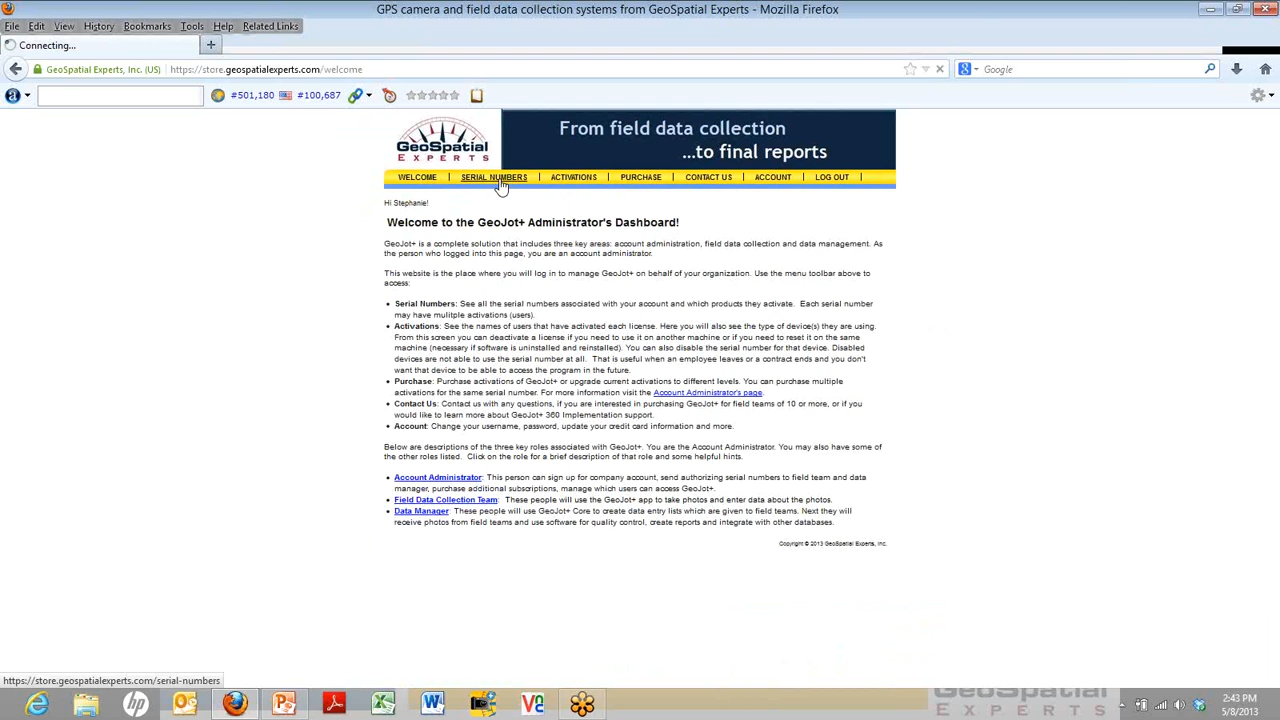 GPS camera and field data collection systems from GeoSpatial Experts - Mozilla Firefox
File Edit View History Bookmarks Tools Help Related Links
Connecting...
GeoSpatial Experts, Inc. (US) https://store.geospatialexperts.com/welcome Google
#501,180 #100,687
GeoSpatial
EXPERTS
From field data collection
...to final reports
WELCOME SERIAL NUMBERS ACTIVATIONS PURCHASE CONTACT US ACCOUNT LOG OUT
Hi Stephanie!
Welcome to the GeoJot+ Administrator's Dashboard!
GeoJot+ is a complete solution that includes three key areas: account administration, field data collection and data management. As
the person who logged into this page, you are an account administrator.
This website is the place where you will log in to manage GeoJot+ on behalf of your organization. Use the menu toolbar above to
access:
• Serial Numbers: See all the serial numbers associated with your account and which products they activate. Each serial number
may have mulitple activations (users).
• Activations: See the names of users that have activated each license. Here you will also see the type of device(s) they are using.
From this screen you can deactivate a license if you need to use it on another machine or if you need to reset it on the same
machine (necessary if software is uninstalled and reinstalled). You can also disable the serial number for that device. Disabled
devices are not able to use the serial number at all. That is useful when an employee leaves or a contract ends and you don't
want that device to be able to access the program in the future.
• Purchase: Purchase activations of GeoJot+ or upgrade current activations to different levels. You can purchase multiple
activations for the same serial number. For more information visit the Account Administrator's page.
• Contact Us: Contact us with any questions, if you are interested in purchasing GeoJot+ for field teams of 10 or more, or if you
would like to learn more about GeoJot+ 360 Implementation support.
• Account: Change your username, password, update your credit card information and more.
Below are descriptions of the three key roles associated with GeoJot+. You are the Account Administrator. You may also have some of
the other roles listed. Click on the role for a brief description of that role and some helpful hints.
• Account Administrator: This person can sign up for company account, send authorizing serial numbers to field team and data
manager, purchase additional subscriptions, manage which users can access GeoJot+.
• Field Data Collection Team: These people will use the GeoJot+ app to take photos and enter data about the photos.
• Data Manager These people will use GeoJot+ Core to create data entry lists which are given to field teams. Next they will
receive photos from field teams and use software for quality control, create reports and integrate with other databases.
Copyright © 2013 GeoSpatial Experts, Inc.
https://store.geospatialexperts.com/serial-numbers
GeoSpatial
EXPERTS
2:43 PM
5/8/2013